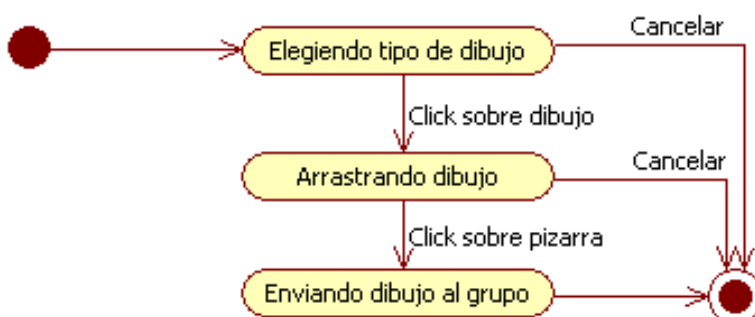 Cancelar
Elegiendo tipo de dibujo
Click sobre dibujo
Cancelar
Arrastrando dibujo
Click sobre pizarra
Enviando dibujo al grupo